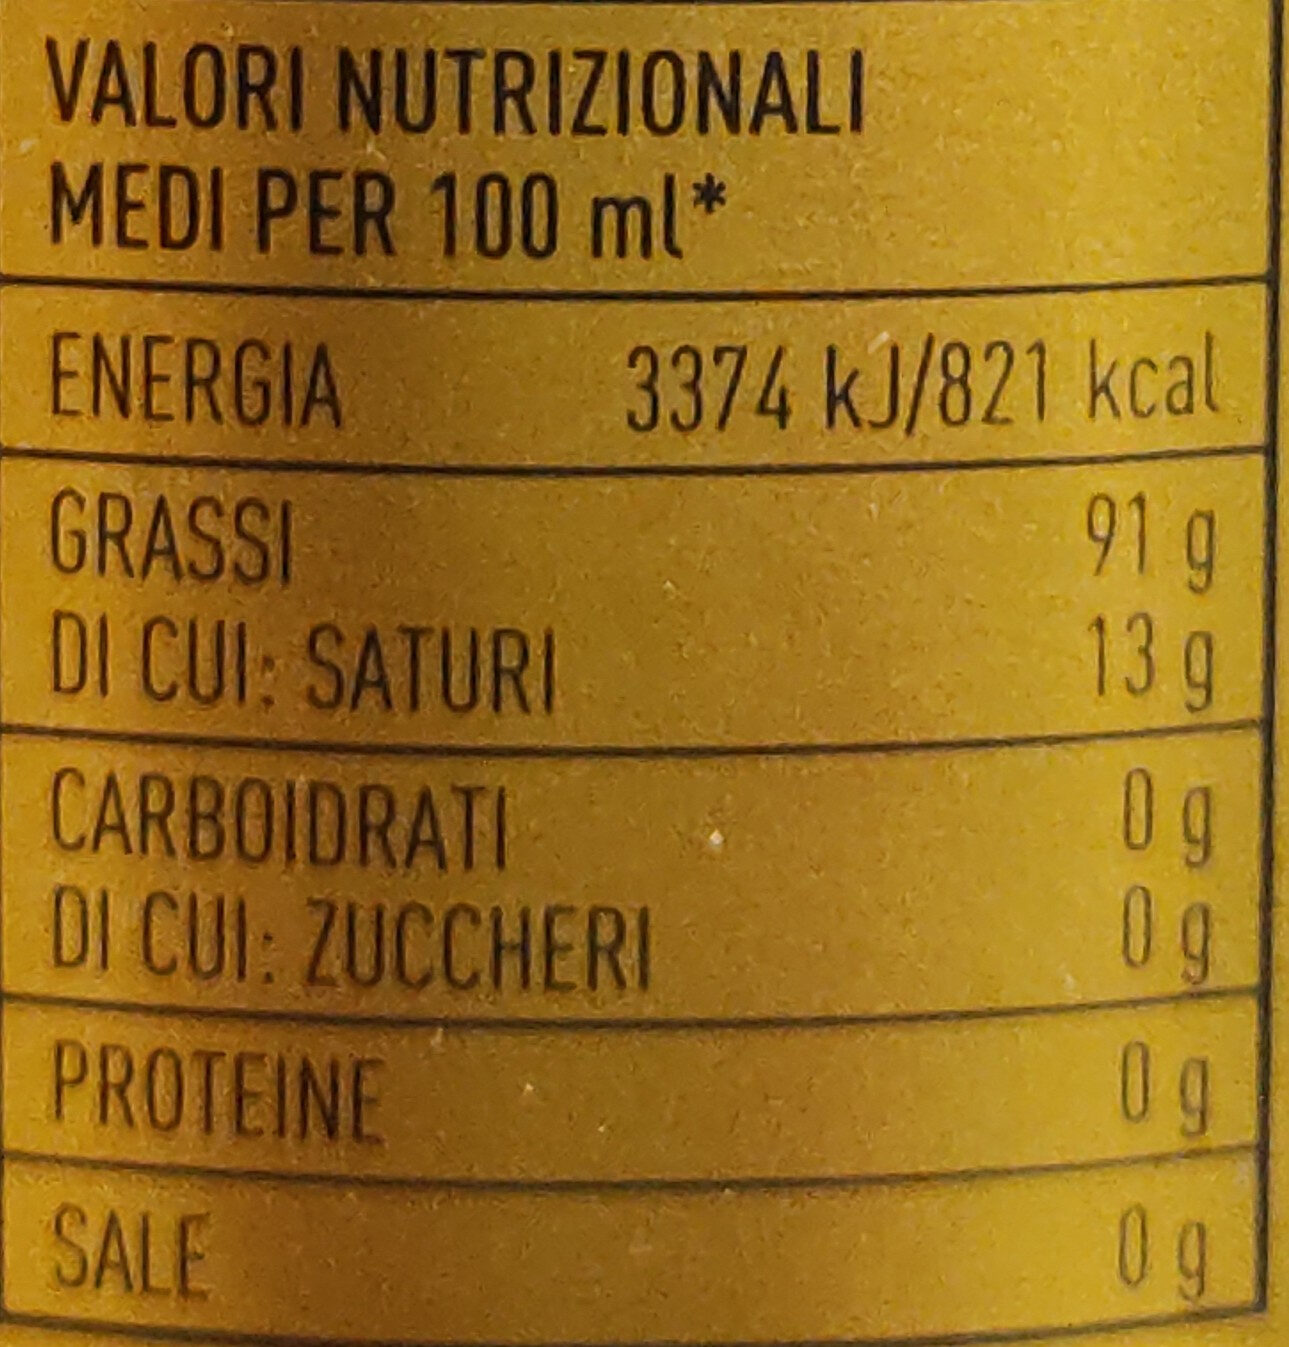 VALORI NUTRIZIONALI
MEDI PER 100 ml*
ENERGIA 3374 kJ/821 kcal
GRASSI 91 g
DI CUI: SATURI 13 g
CARBOIDRATI 0 g
DI CUI: ZUCCHERI 0 g
PROTEINE 0 g
SALE 0 g